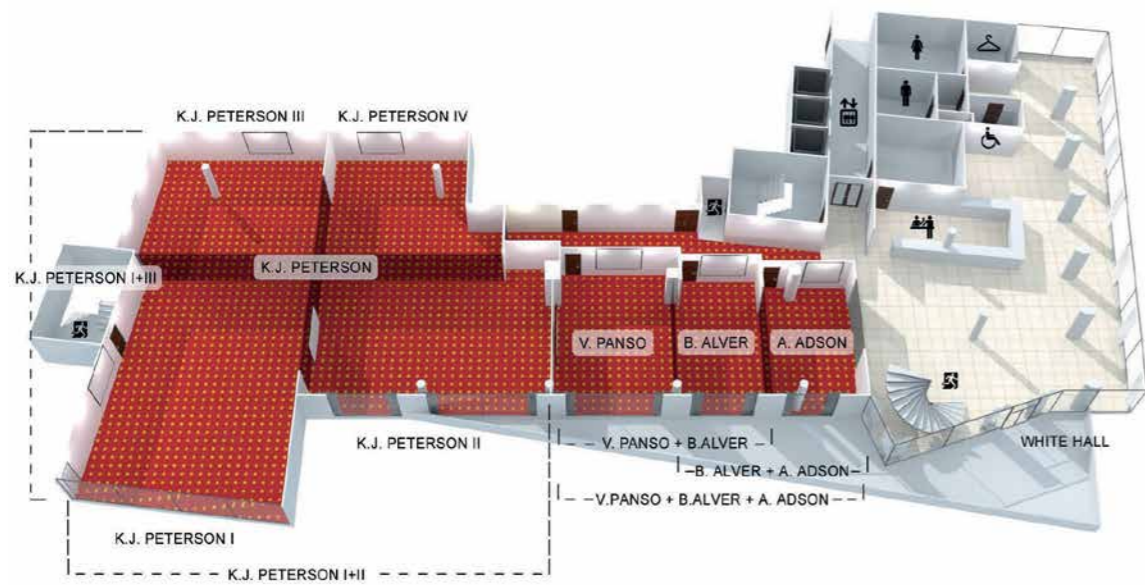 K.J. PETERSON III
K.J. PETERSON IV
K.J. PETERSON I+III
K.J. PETERSON
V. PANSO
B. ALVER
A. ADSON
K.J. PETERSON II
V. PANSO + B.ALVER
WHITE HALL
B. ALVER + A. ADSON
V.PANSO + B.ALVER + A. ADSON
K.J. PETERSON I
K.J. PETERSON I+II